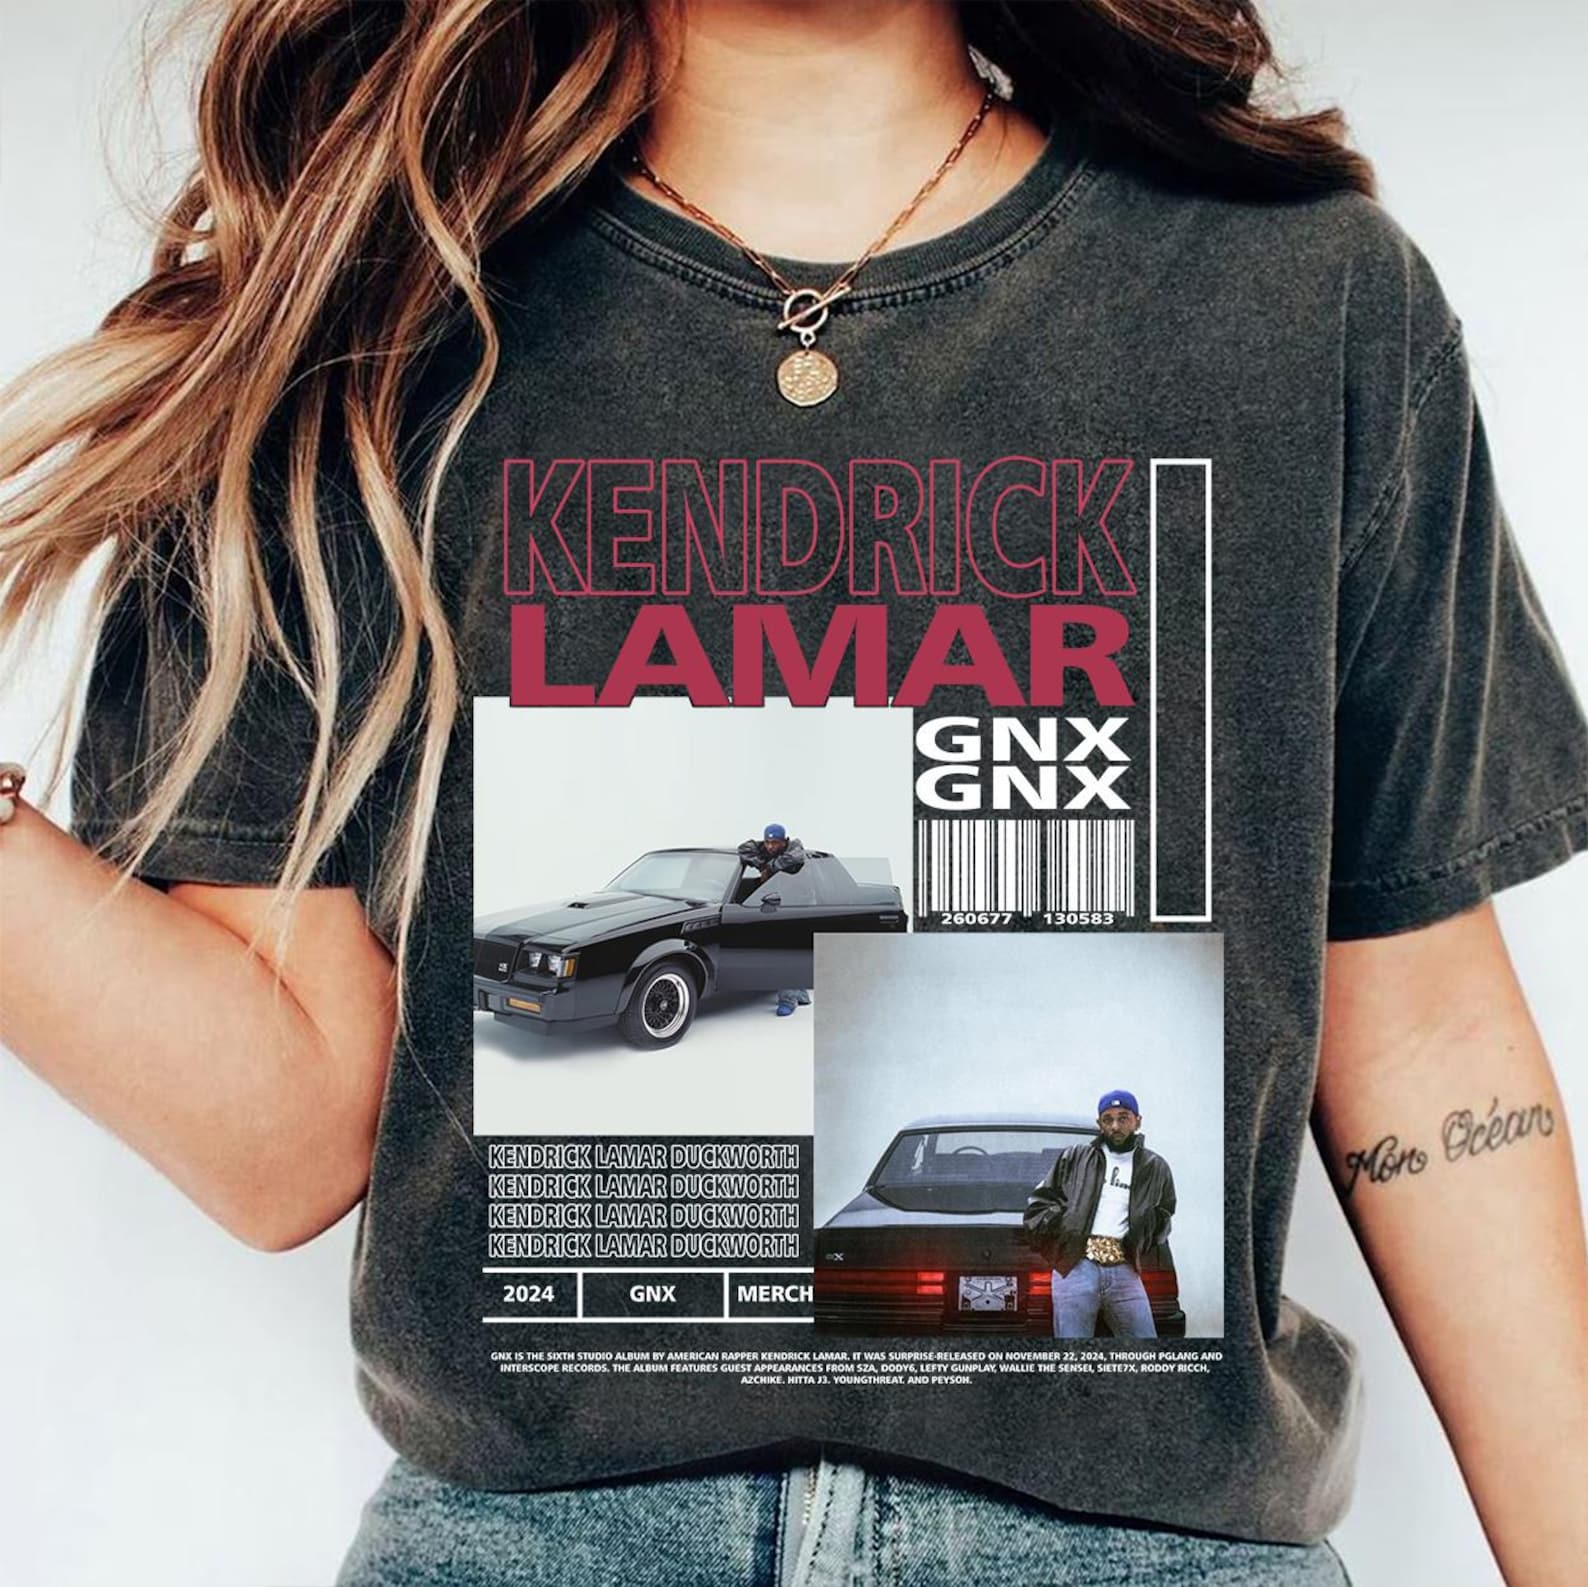 KENDRICK
LAMAR
GNX
GNX
260677 130583
KENDRICK LAMAR DUCKWORTH
KENDRICK LAMAR DUCKWORTH
KENDRICK LAMAR DUCKWORTH
KENDRICK LAMAR DUCKWORTH
2024 GNX MERCH
GNX IS THE SIXTH STUDIO ALBUM BY AMERICAN RAPPER KENDRICK LAMAR. IT WAS SURPRISE-RELEASED ON NOVEMBER 22, 2024, THROUGH PGLANG AND
INTERSCOPE RECORDS. THE ALBUM FEATURES GUEST APPEARANCES FROM SZA, DODY6, LEFTY GUNPLAY, WALLIE THE SENSEI, SIETE7X, RODDY RICCH,
AZCHIKE, HITTA J3, YOUNGTHREAT, AND PEYSOH.
Mon Océan